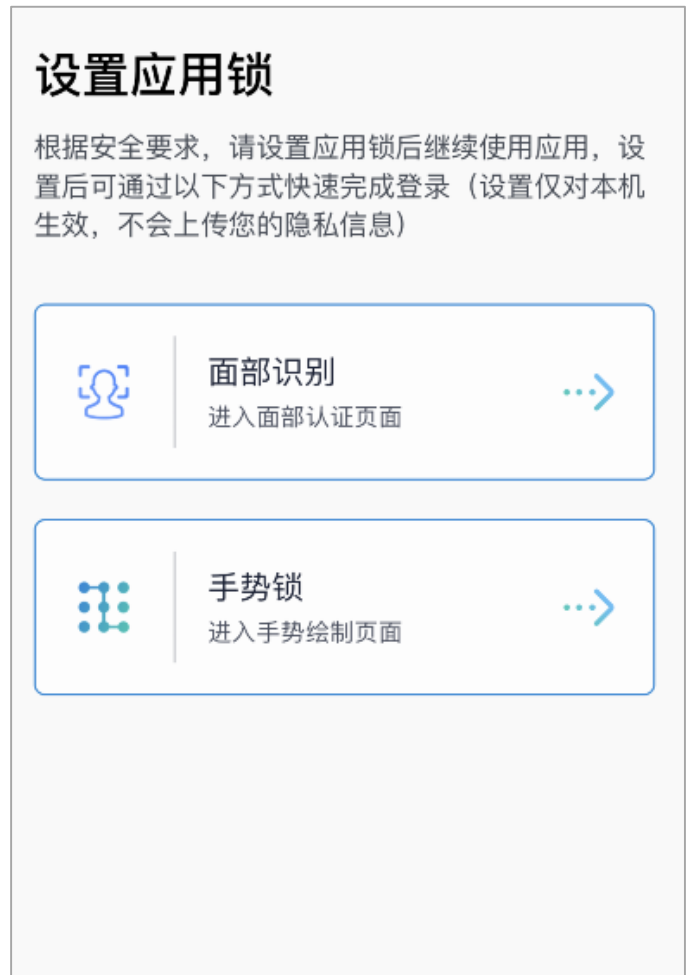 设置应用锁
根据安全要求，请设置应用锁后继续使用应用，设
置后可通过以下方式快速完成登录（设置仅对本机
生效，不会上传您的隐私信息）
面部识别
进入面部认证页面
手势锁
进入手势绘制页面